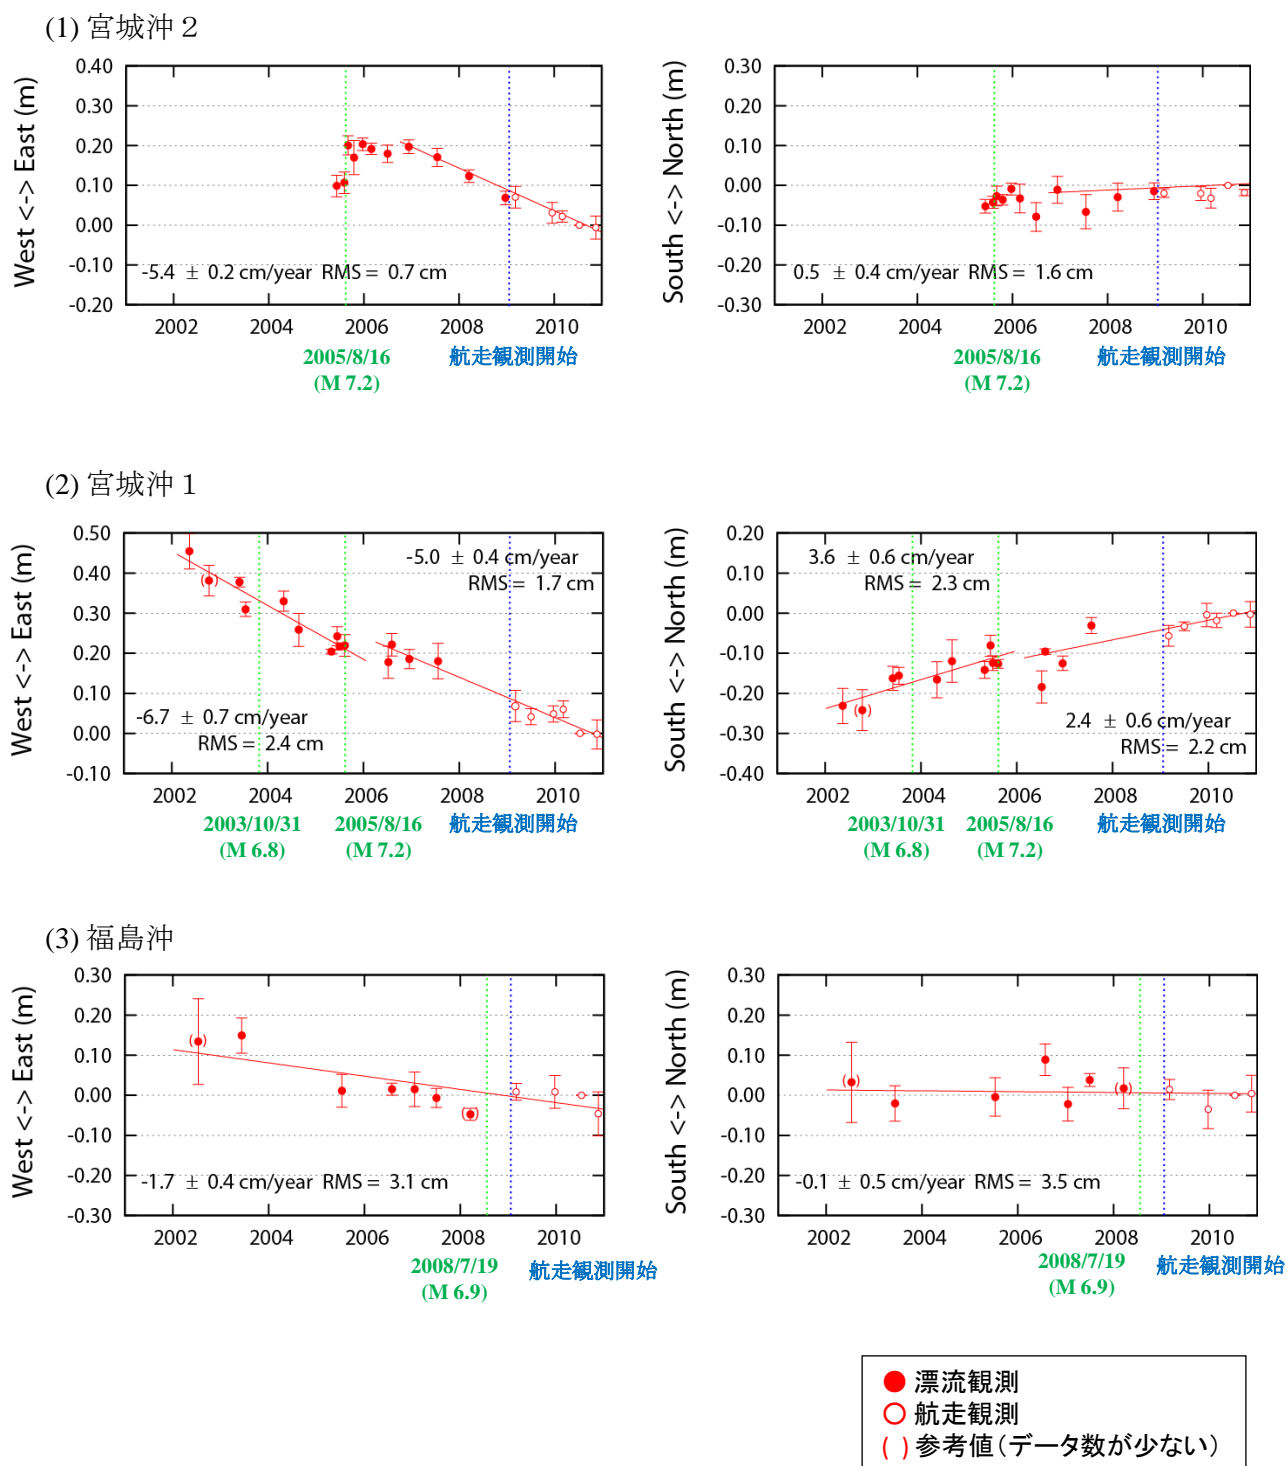 (1) 宮城沖２
West <-> East (m)
0.40
0.30
0.20
0.10
0.00
-0.10
-0.20
-5.4 ± 0.2 cm/year RMS = 0.7 cm
2002 2004 2006 2008 2010
2005/8/16
(M 7.2)
航走観測開始
South <-> North (m)
0.30
0.20
0.10
0.00
-0.10
-0.20
-0.30
0.5 ± 0.4 cm/year RMS = 1.6 cm
2002 2004 2006 2008 2010
2005/8/16
(M 7.2)
航走観測開始
(2) 宮城沖１
West <-> East (m)
0.50
0.40
0.30
0.20
0.10
0.00
-0.10
-5.0 ± 0.4 cm/year
RMS = 1.7 cm
-6.7 ± 0.7 cm/year
RMS = 2.4 cm
2002 2004 2006 2008 2010
2003/10/31
(M 6.8)
2005/8/16
(M 7.2)
航走観測開始
South <-> North (m)
0.20
0.10
0.00
-0.10
-0.20
-0.30
-0.40
3.6 ± 0.6 cm/year
RMS = 2.3 cm
2.4 ± 0.6 cm/year
RMS = 2.2 cm
2002 2004 2006 2008 2010
2003/10/31
(M 6.8)
2005/8/16
(M 7.2)
航走観測開始
(3) 福島沖
West <-> East (m)
0.30
0.20
0.10
0.00
-0.10
-0.20
-0.30
-1.7 ± 0.4 cm/year RMS = 3.1 cm
2002 2004 2006 2008 2010
2008/7/19
(M 6.9)
航走観測開始
South <-> North (m)
0.30
0.20
0.10
0.00
-0.10
-0.20
-0.30
-0.1 ± 0.5 cm/year RMS = 3.5 cm
2002 2004 2006 2008 2010
2008/7/19
(M 6.9)
航走観測開始
● 漂流観測
○ 航走観測
( ) 参考値（データ数が少ない）